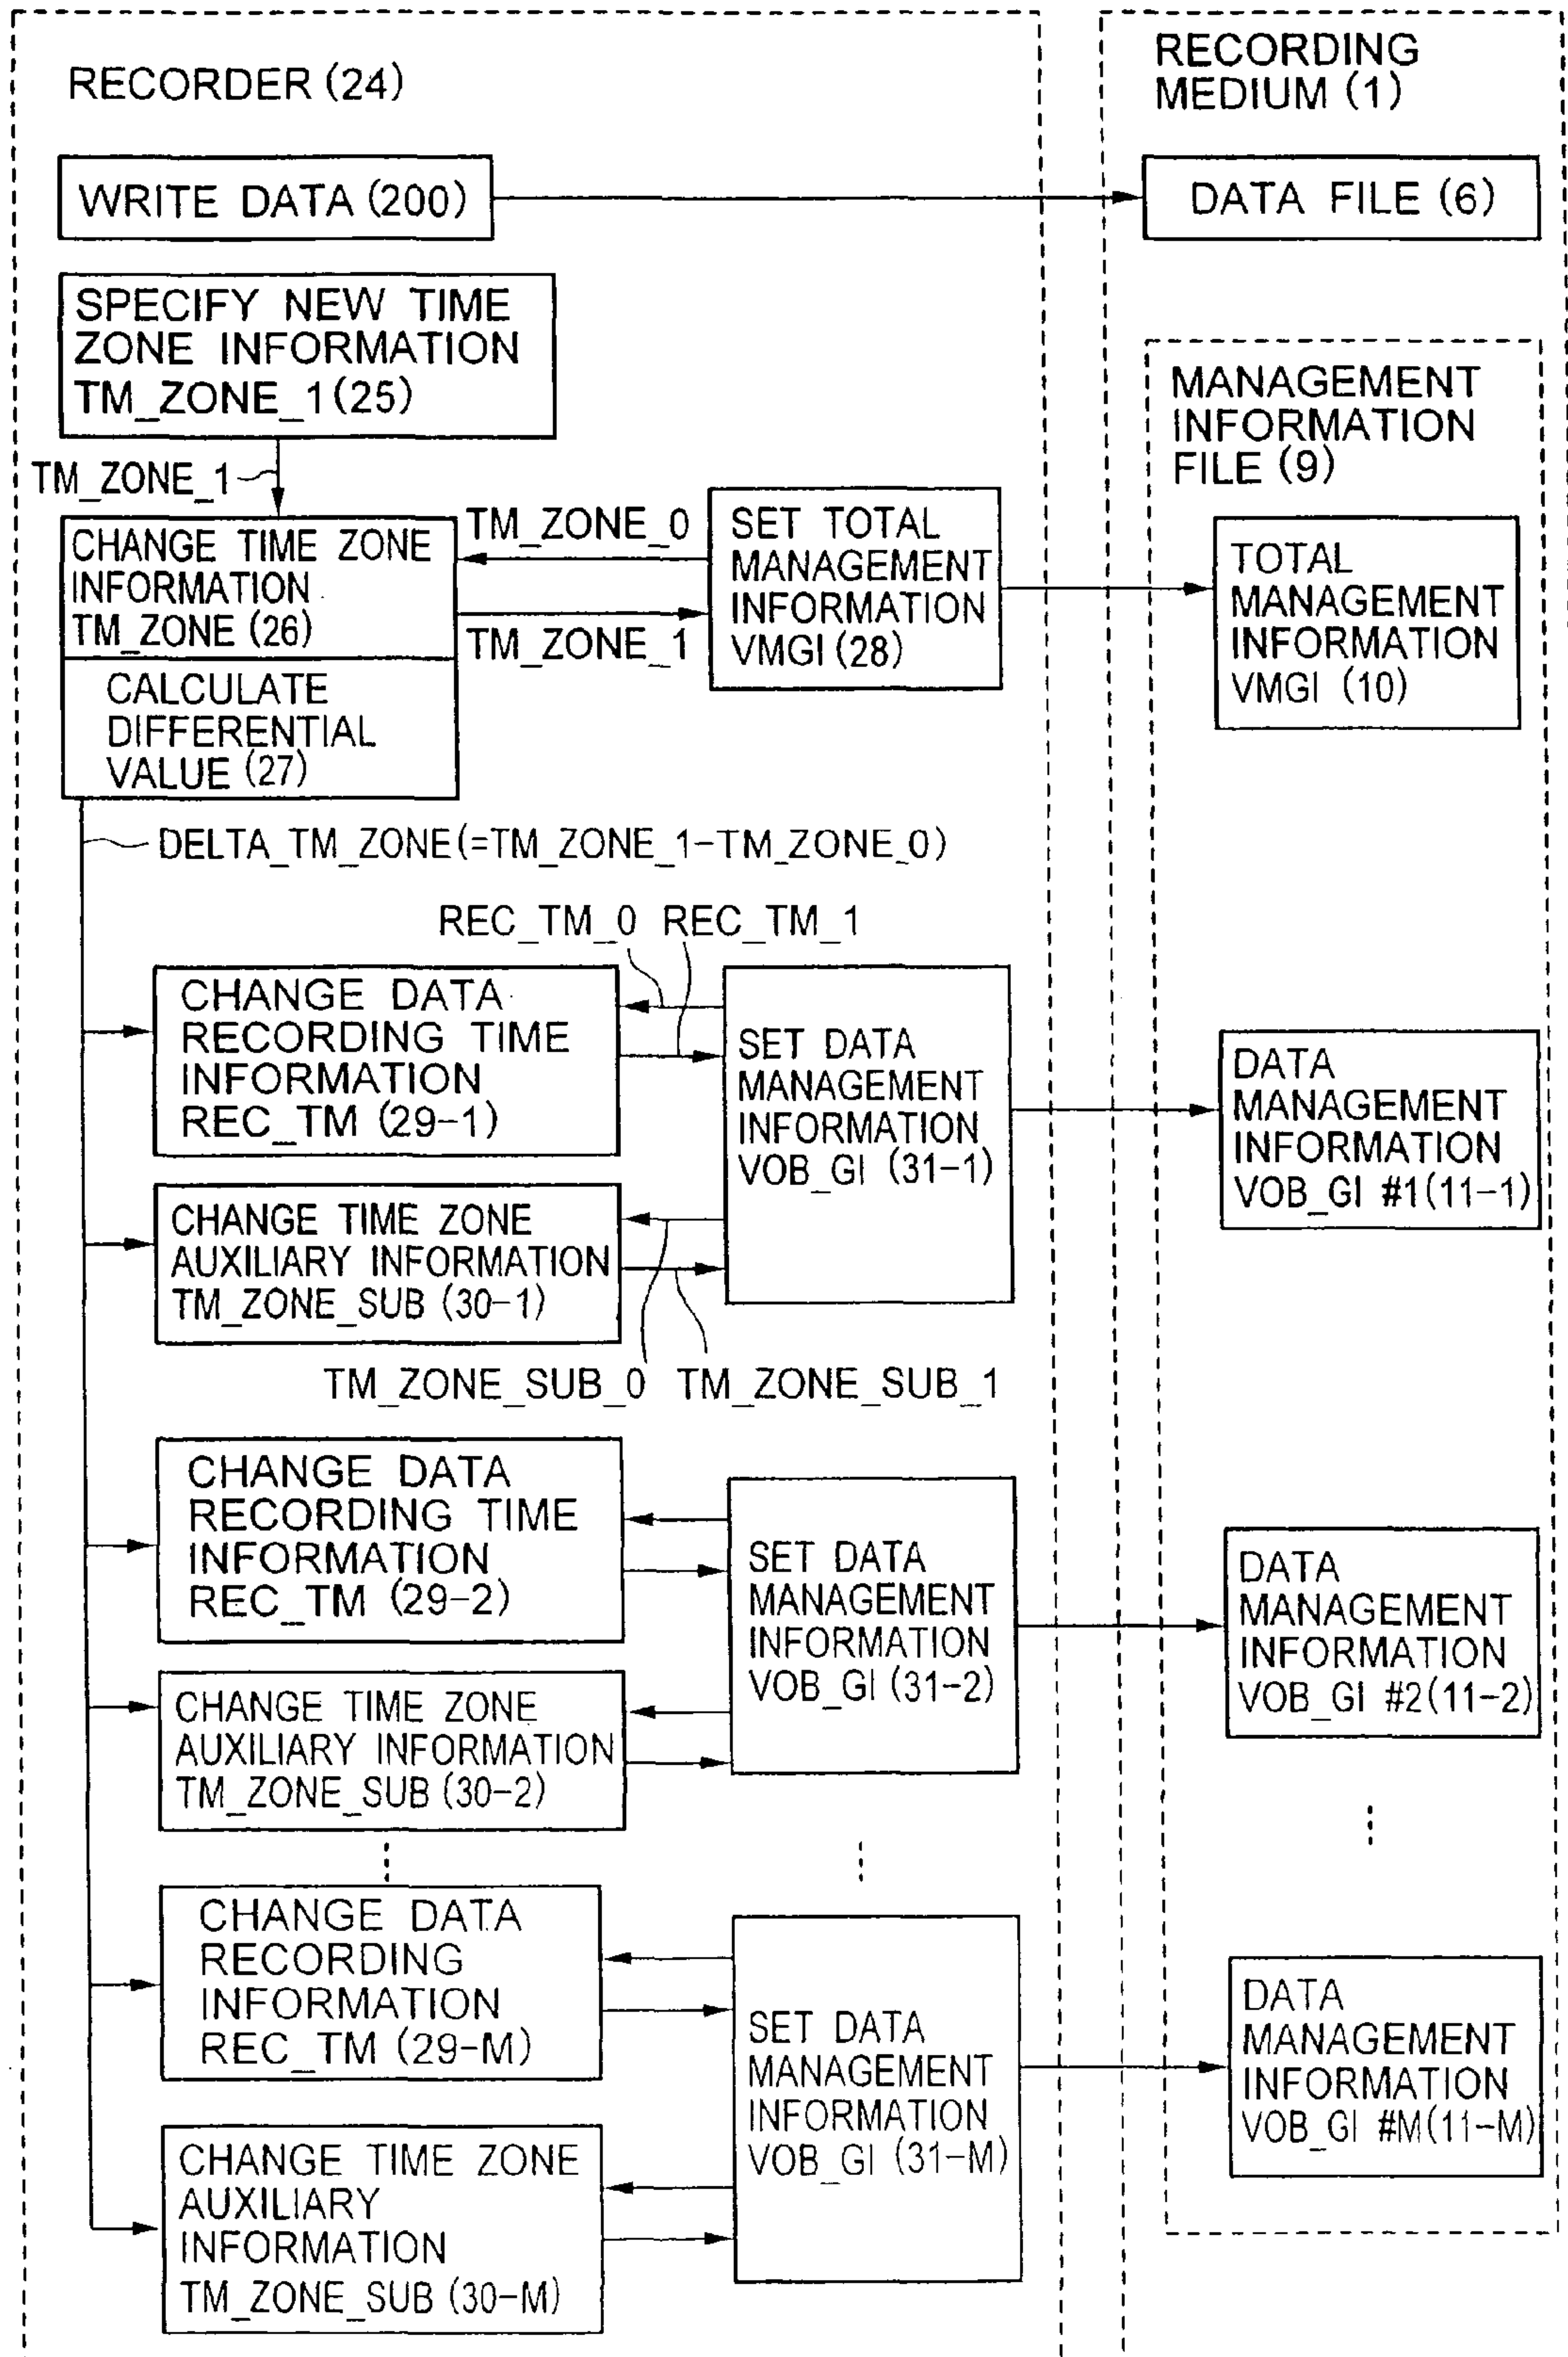 RECORDER (24)
RECORDING
MEDIUM (1)
WRITE DATA (200)
DATA FILE (6)
SPECIFY NEW TIME
ZONE INFORMATION
TM_ZONE_1 (25)
MANAGEMENT
INFORMATION
FILE (9)
TM_ZONE_1
CHANGE TIME ZONE
INFORMATION
TM_ZONE (26)
TM_ZONE_0
TM_ZONE_1
SET TOTAL
MANAGEMENT
INFORMATION
VMGI (28)
TOTAL
MANAGEMENT
INFORMATION
VMGI (10)
CALCULATE
DIFFERENTIAL
VALUE (27)
DELTA_TM_ZONE(=TM_ZONE_1-TM_ZONE_0)
REC_TM_0 REC_TM_1
CHANGE DATA
RECORDING TIME
INFORMATION
REC_TM (29-1)
SET DATA
MANAGEMENT
INFORMATION
VOB_GI (31-1)
DATA
MANAGEMENT
INFORMATION
VOB_GI #1(11-1)
CHANGE TIME ZONE
AUXILIARY INFORMATION
TM_ZONE_SUB (30-1)
TM_ZONE_SUB_0 TM_ZONE_SUB_1
CHANGE DATA
RECORDING TIME
INFORMATION
REC_TM (29-2)
SET DATA
MANAGEMENT
INFORMATION
VOB_GI (31-2)
DATA
MANAGEMENT
INFORMATION
VOB_GI #2(11-2)
CHANGE TIME ZONE
AUXILIARY INFORMATION
TM_ZONE_SUB (30-2)
CHANGE DATA
RECORDING
INFORMATION
REC_TM (29-M)
SET DATA
MANAGEMENT
INFORMATION
VOB_GI (31-M)
DATA
MANAGEMENT
INFORMATION
VOB_GI #M(11-M)
CHANGE TIME ZONE
AUXILIARY
INFORMATION
TM_ZONE_SUB (30-M)